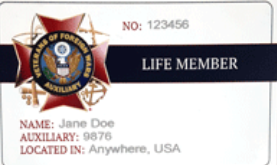 NO: 123456
VETERANS OF FOREIGN WARS
AUXILIARY
LIFE MEMBER
NAME: Jane Doe
AUXILIARY: 9876
LOCATED IN: Anywhere, USA